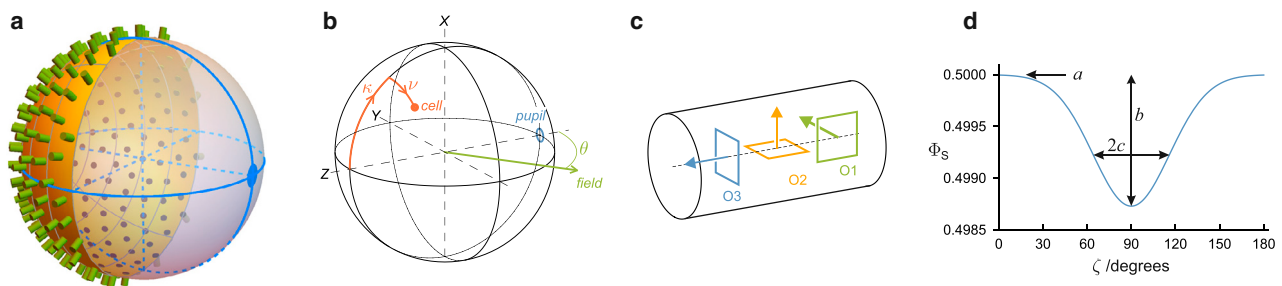 a
b
X
κ
ν
cell
Y
pupil
Z
θ
field
c
O3
O2
O1
d
0.5000
0.4995
0.4990
0.4985
Φ_S
a
b
2c
0 30 60 90 120 150 180
ζ /degrees